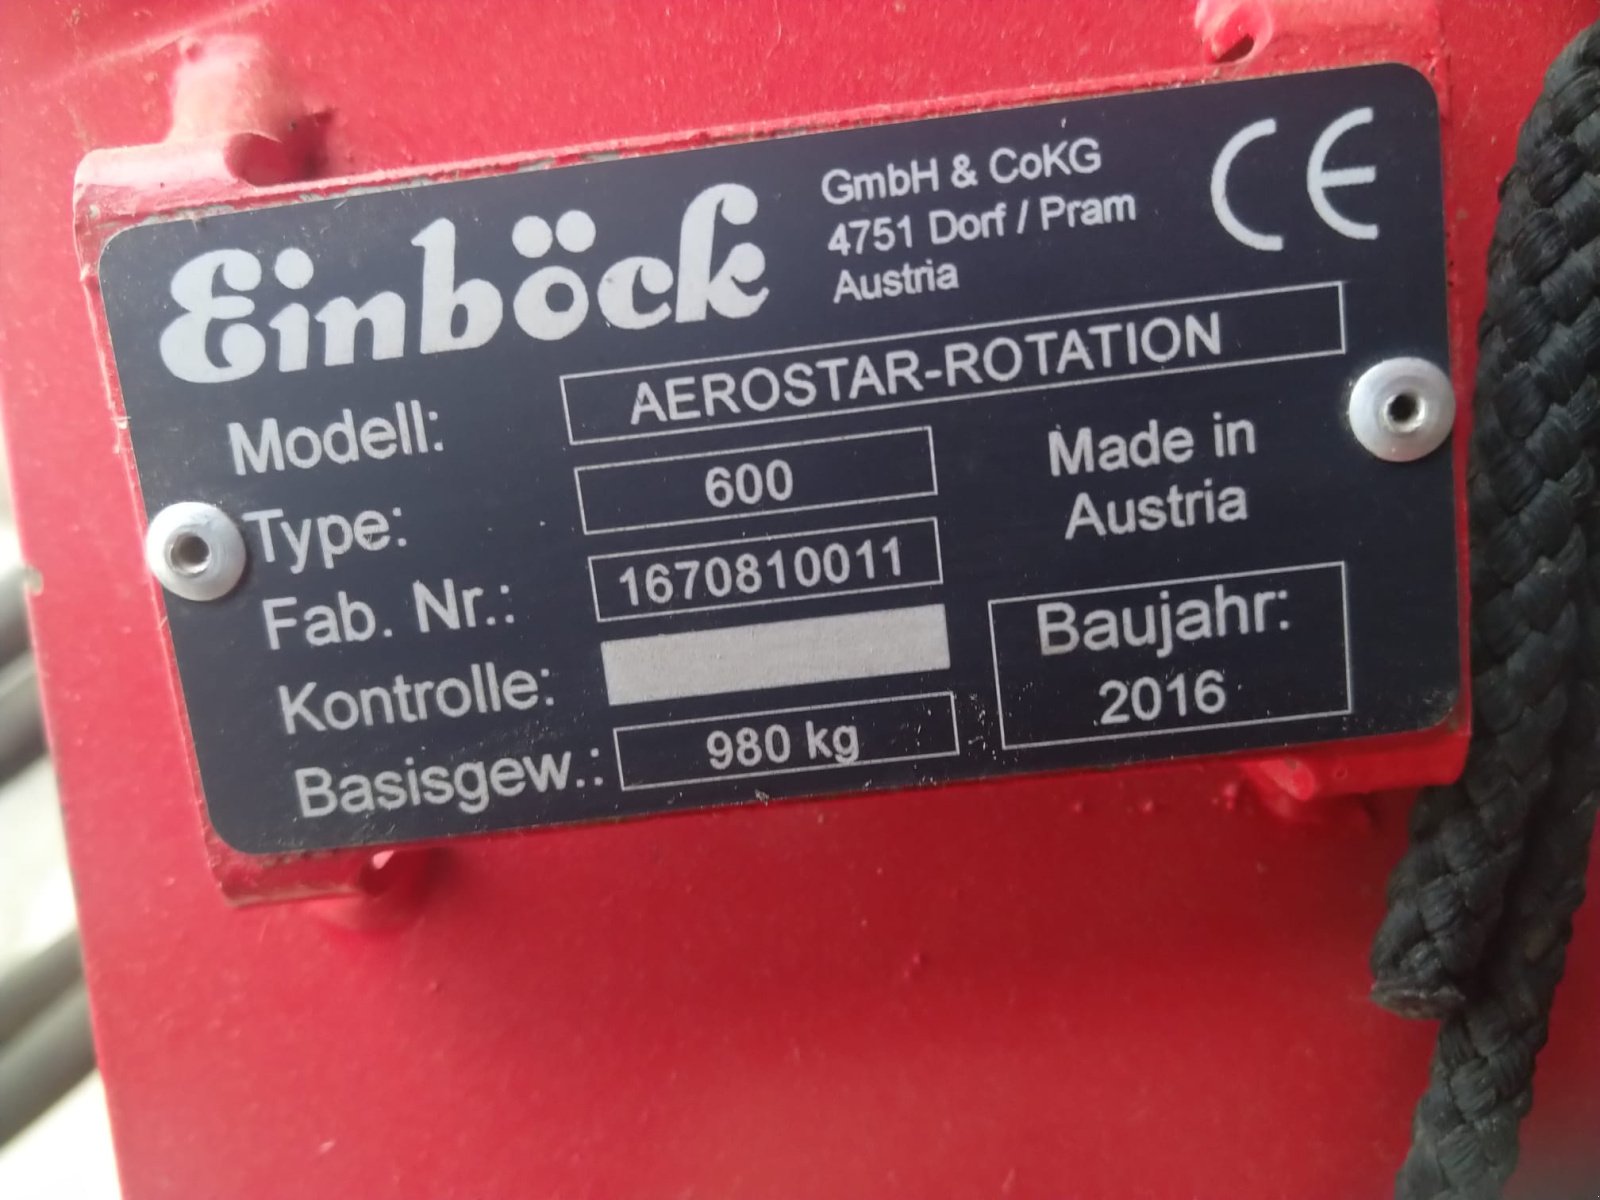 Einböck
GmbH & CoKG
4751 Dorf / Pram
Austria
CE
Modell: AEROSTAR-ROTATION
Type: 600
Made in
Austria
Fab. Nr.: 1670810011
Kontrolle:
Baujahr:
2016
Basisgew.: 980 kg